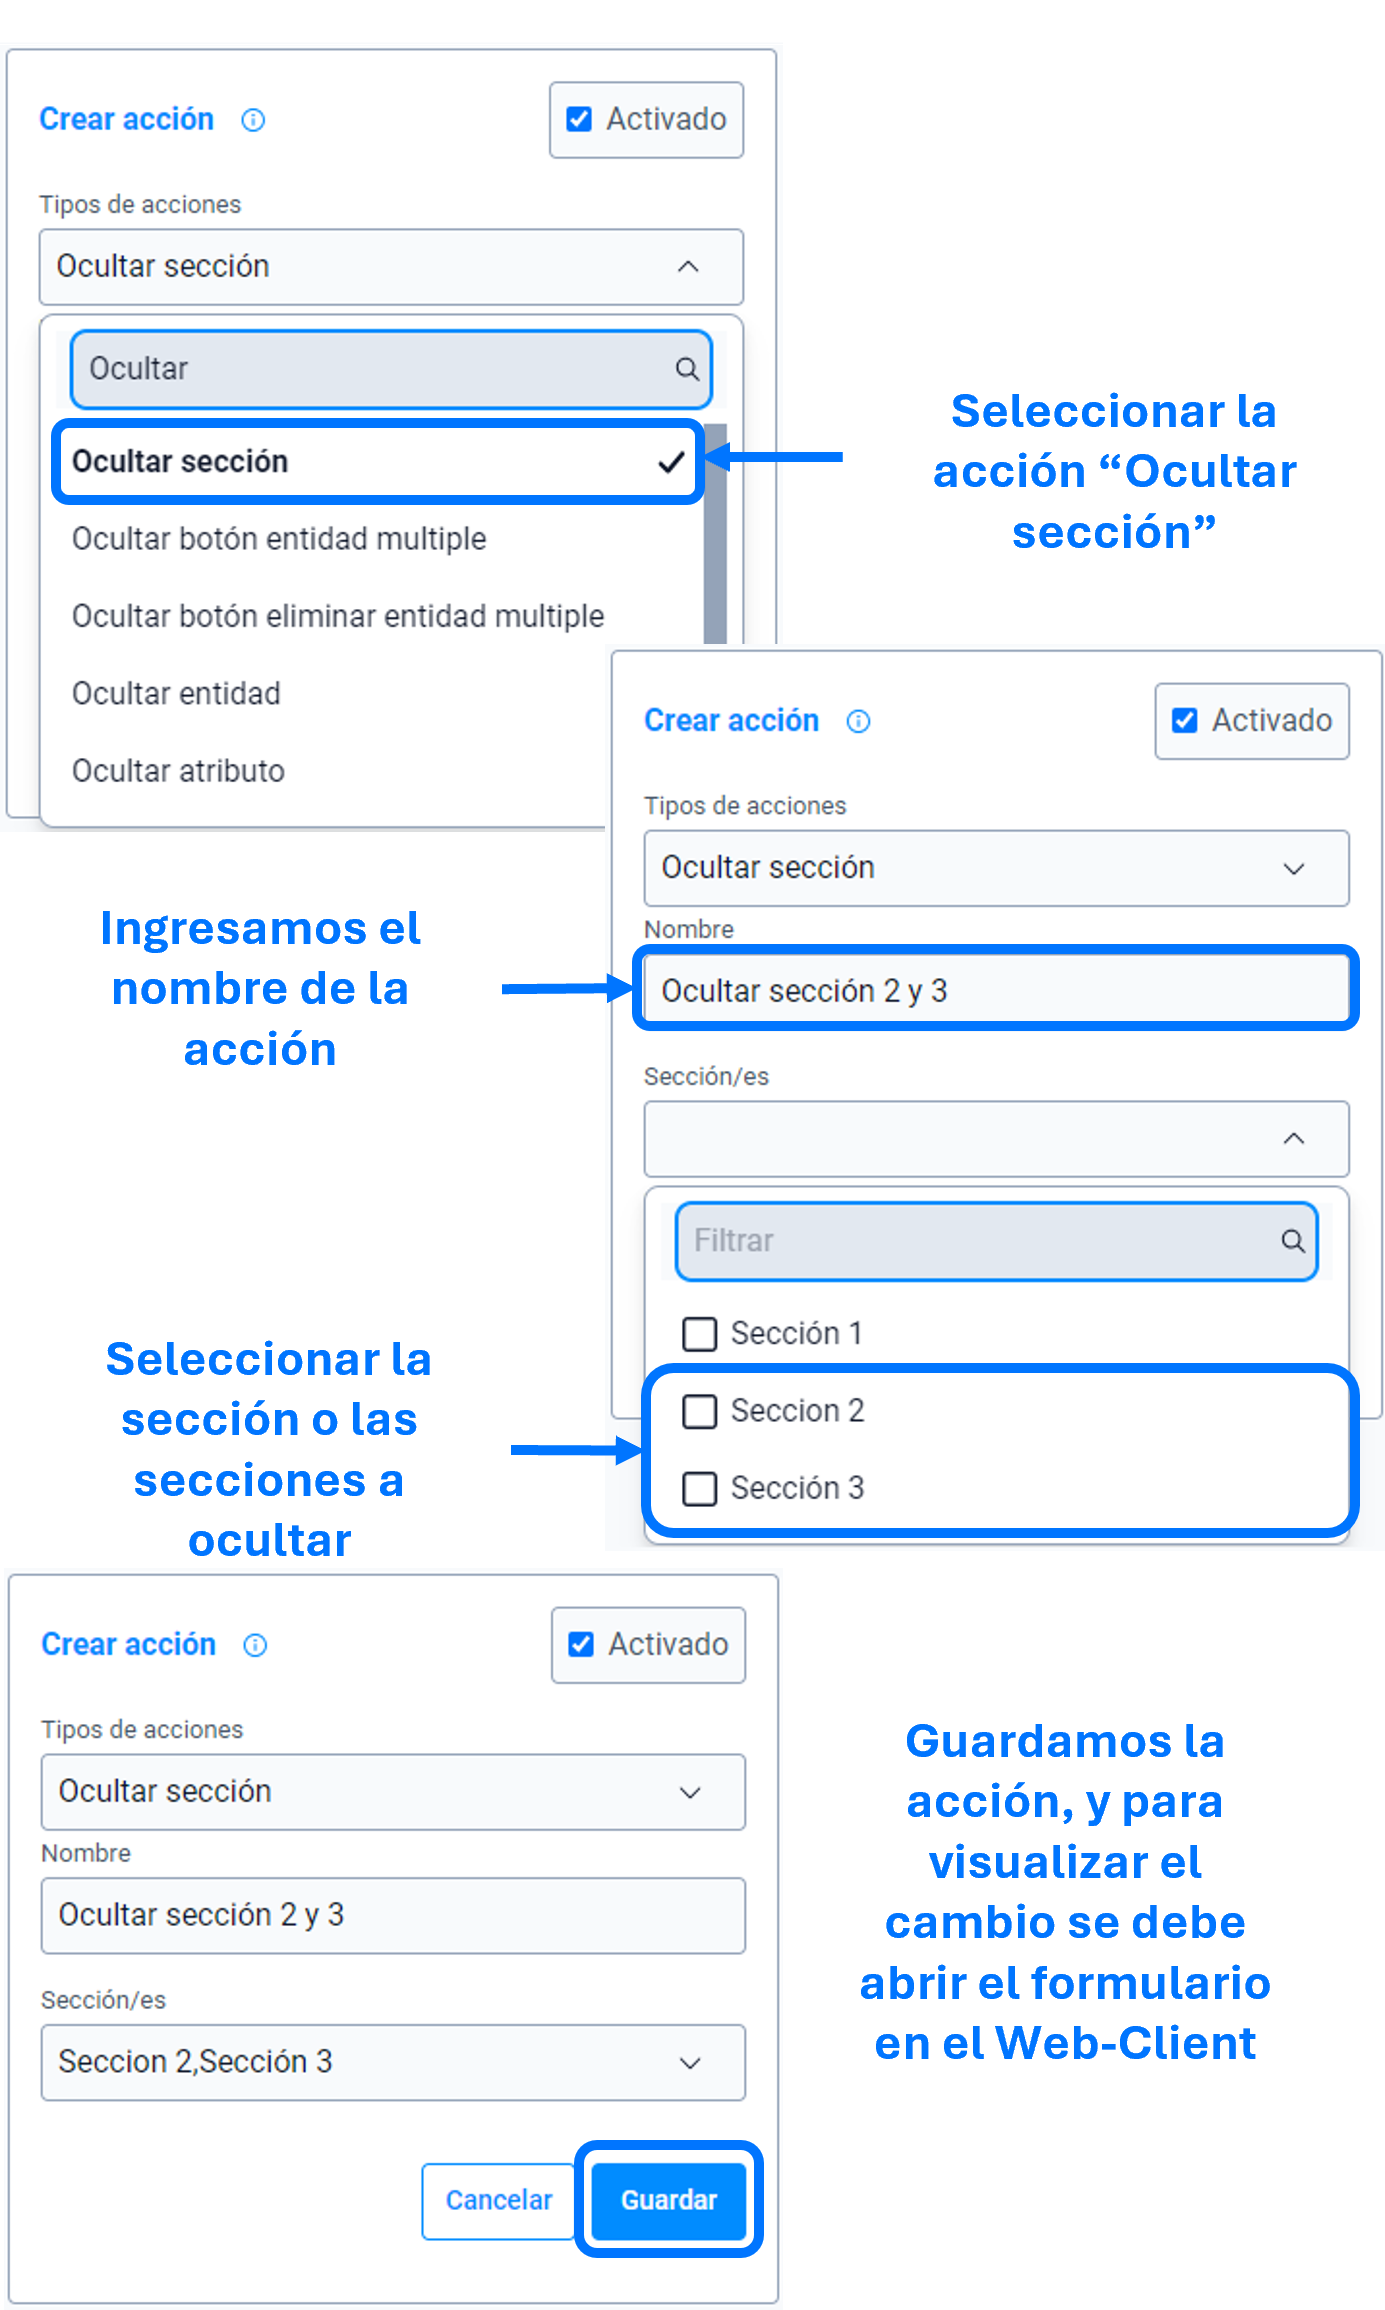 Crear acción
Activado
Tipos de acciones
Ocultar sección
Ocultar
Ocultar sección
Ocultar botón entidad multiple
Ocultar botón eliminar entidad multiple
Ocultar entidad
Ocultar atributo
Seleccionar la
acción “Ocultar
sección”
Crear acción
Activado
Tipos de acciones
Ocultar sección
Nombre
Ocultar sección 2 y 3
Sección/es
Filtrar
Sección 1
Seccion 2
Sección 3
Ingresamos el
nombre de la
acción
Seleccionar la
sección o las
secciones a
ocultar
Crear acción
Activado
Tipos de acciones
Ocultar sección
Nombre
Ocultar sección 2 y 3
Sección/es
Seccion 2,Sección 3
Cancelar
Guardar
Guardamos la
acción, y para
visualizar el
cambio se debe
abrir el formulario
en el Web-Client